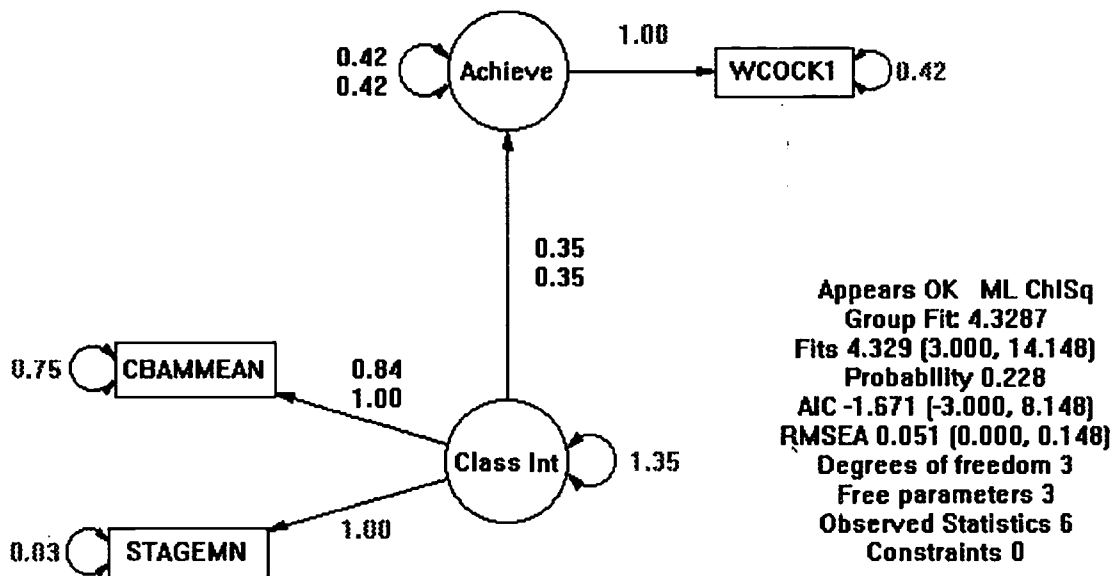 1.00
0.42
0.42
Achieve
WCOCK1
0.42
0.35
0.35
0.75
CBAMMEAN
0.84
1.00
Class Int
1.35
1.00
0.03
STAGEMN
Appears OK ML ChiSq
Group Fit 4.3287
Fits 4.329 (3.000, 14.148)
Probability 0.228
AIC -1.671 (-3.000, 8.148)
RMSEA 0.051 (0.000, 0.148)
Degrees of freedom 3
Free parameters 3
Observed Statistics 6
Constraints 0